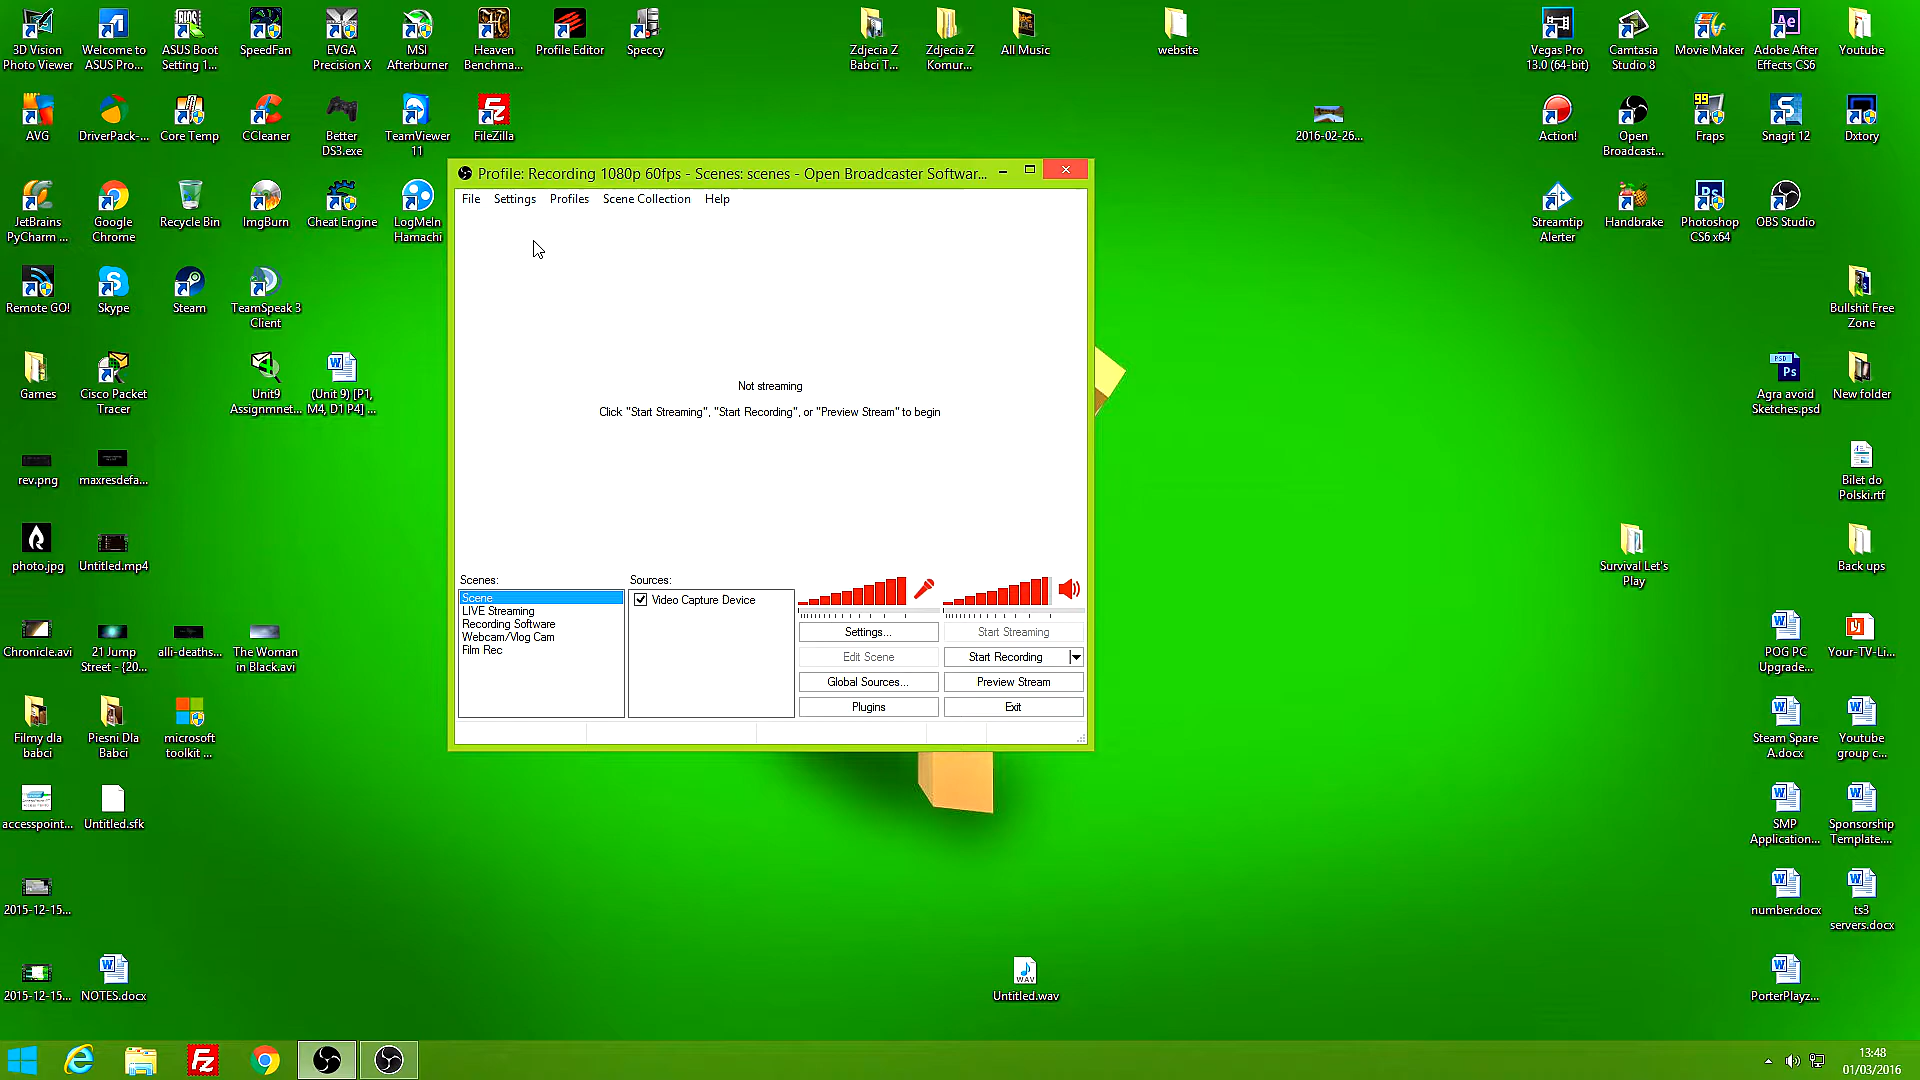 3D Vision
Photo Viewer
Welcome to
ASUS Pro...
ASUS Boot
Setting 1...
SpeedFan
EVGA
Precision X
MSI
Afterburner
Heaven
Benchma...
Profile Editor
Speccy
Zdjecia Z
Babci T...
Zdjecia Z
Komur...
All Music
website
Vegas Pro
13.0 (64-bit)
Camtasia
Studio 8
Movie Maker
Adobe After
Effects CS6
Youtube
AVG
DriverPack-...
Core Temp
CCleaner
Better
DS3.exe
TeamViewer
11
FileZilla
2016-02-26...
Action!
Open
Broadcast...
99
Fraps
Snagit 12
Dxtory
JetBrains
PyCharm ...
Google
Chrome
Recycle Bin
ImgBurn
Cheat Engine
LogMeIn
Hamachi
Streamtip
Alerter
Handbrake
Photoshop
CS6 x64
OBS Studio
Profile: Recording 1080p 60fps - Scenes: scenes - Open Broadcaster Softwar...
File Settings Profiles Scene Collection Help
Not streaming
Click "Start Streaming", "Start Recording", or "Preview Stream" to begin
Scenes:
Scene
LIVE Streaming
Recording Software
Webcam/Vlog Cam
Film Rec
Sources:
Video Capture Device
Settings...
Start Streaming
Edit Scene
Start Recording
Global Sources...
Preview Stream
Plugins
Exit
Remote GO!
Skype
Steam
TeamSpeak 3
Client
Bullshit Free
Zone
Games
Cisco Packet
Tracer
Unit9
Assignmnet...
(Unit 9) [P1,
M4, D1 P4] ...
PSD
Ps
Agra avoid
Sketches.psd
New folder
rev.png
maxresdefa...
Bilet do
Polski.rtf
photo.jpg
Untitled.mp4
Survival Let's
Play
Back ups
Chronicle.avi
21 Jump
Street - {20...
alli-deaths...
The Woman
in Black.avi
POG PC
Upgrade...
Your-TV-Li...
Filmy dla
babci
Piesni Dla
Babci
microsoft
toolkit ...
Steam Spare
A.docx
Youtube
group c...
accesspoint...
Untitled.sfk
SMP
Application...
Sponsorship
Template....
2015-12-15...
number.docx
ts3
servers.docx
2015-12-15...
NOTES.docx
WAV
Untitled.wav
PorterPlayz...
13:48
01/03/2016